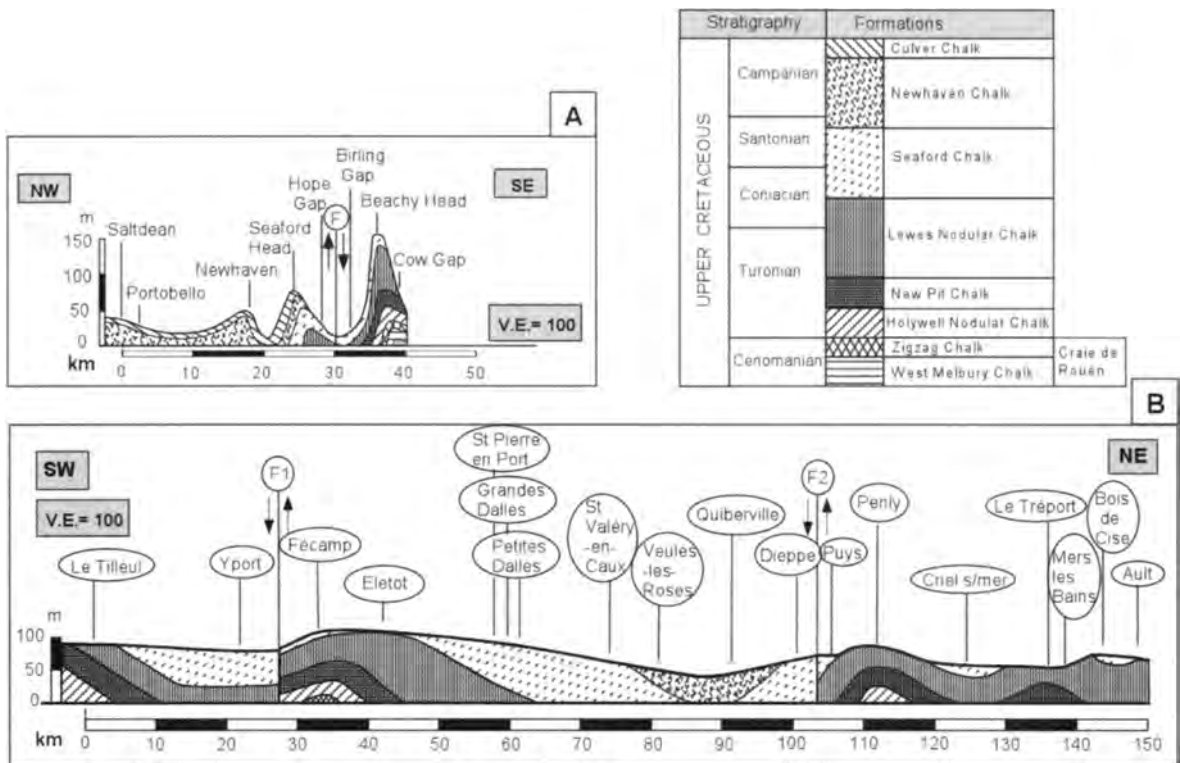 Stratigraphy
Formations
UPPER CRETACEOUS
Campanian
Santonian
Coniacian
Turonian
Cenomanian
Culver Chalk
Newhaven Chalk
Seaford Chalk
Lewes Nodular Chalk
New Pit Chalk
Holywell Nodular Chalk
Zigzag Chalk
West Melbury Chalk
Craie de
Rouen
A
NW
SE
Birling
Gap
Hope
Gap
F
Beachy Head
m
Saltdean
Seaford
Head
Cow Gap
Portobello
Newhaven
150
100
50
0
V.E.= 100
km
0 10 20 30 40 50
B
SW
NE
V.E.= 100
St Pierre
en Port
F1
Grandes
Dalles
F2
Petites
Dalles
St
Valéry
-en-
Caux
Veules
-les-
Roses
Quiberville
Dieppe
Puys
Penly
Le Tréport
Bois
de
Cise
Mers
les
Bains
Ault
Criel s/mer
Le Tilleul
Yport
Fécamp
Eletot
m
100
50
0
km
0 10 20 30 40 50 60 70 80 90 100 110 120 130 140 150